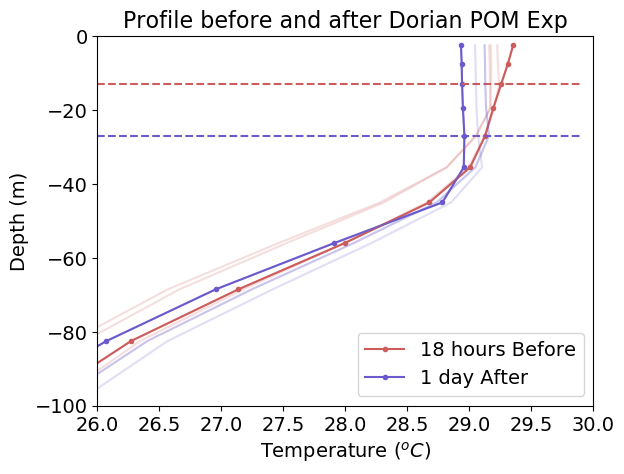 Profile before and after Dorian POM Exp
0
−20
−40
−60
−80
−100
Depth (m)
18 hours Before
1 day After
26.0 26.5 27.0 27.5 28.0 28.5 29.0 29.5 30.0
Temperature (°C)